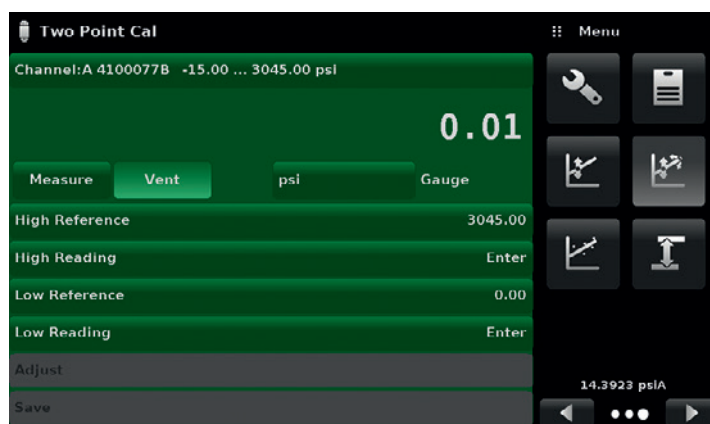 Two Point Cal
Menu
Channel:A 4100077B -15.00 ... 3045.00 psi
0.01
Measure Vent psi Gauge
High Reference 3045.00
High Reading Enter
Low Reference 0.00
Low Reading Enter
Adjust
Save
14.3923 psiA